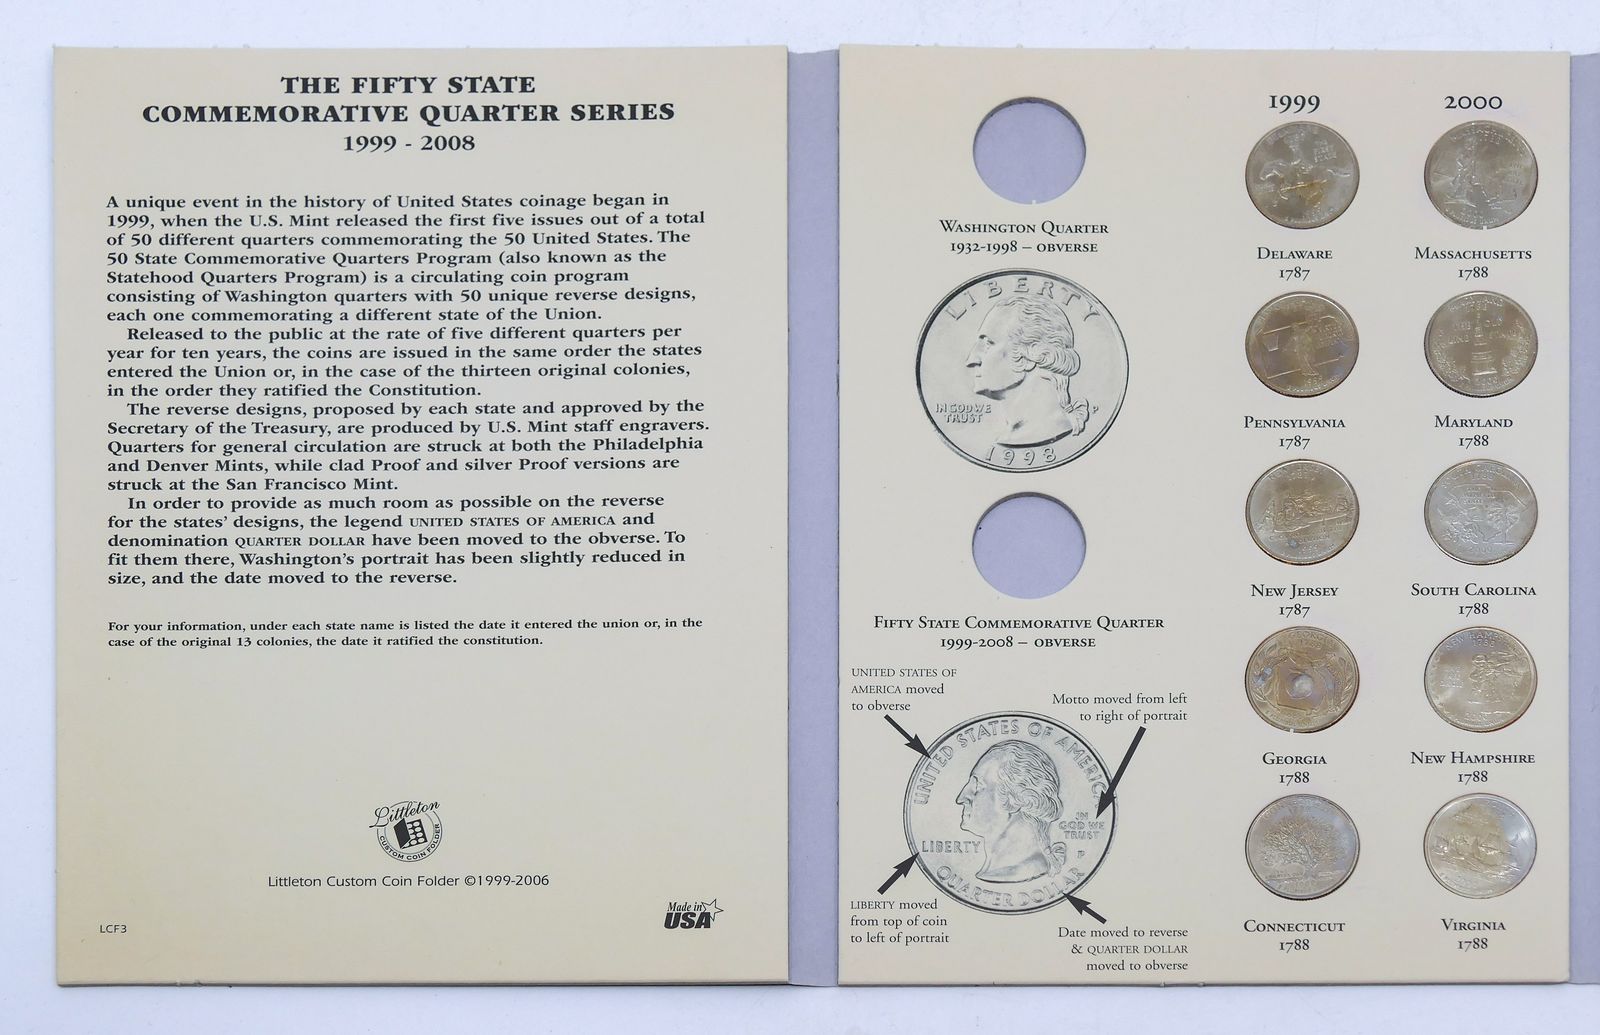 THE FIFTY STATE
COMMEMORATIVE QUARTER SERIES
1999 - 2008
A unique event in the history of United States coinage began in
1999, when the U.S. Mint released the first five issues out of a total
of 50 different quarters commemorating the 50 United States. The
50 State Commemorative Quarters Program (also known as the
Statehood Quarters Program) is a circulating coin program
consisting of Washington quarters with 50 unique reverse designs,
each one commemorating a different state of the Union.
Released to the public at the rate of five different quarters per
year for ten years, the coins are issued in the same order the states
entered the Union or, in the case of the thirteen original colonies,
in the order they ratified the Constitution.
The reverse designs, proposed by each state and approved by the
Secretary of the Treasury, are produced by U.S. Mint staff engravers.
Quarters for general circulation are struck at both the Philadelphia
and Denver Mints, while clad Proof and silver Proof versions are
struck at the San Francisco Mint.
In order to provide as much room as possible on the reverse
for the states' designs, the legend UNITED STATES OF AMERICA and
denomination QUARTER DOLLAR have been moved to the obverse. To
fit them there, Washington's portrait has been slightly reduced in
size, and the date moved to the reverse.
For your information, under each state name is listed the date it entered the union or, in the
case of the original 13 colonies, the date it ratified the constitution.
Littleton
CUSTOM COIN FOLDER
Littleton Custom Coin Folder ©1999-2006
Made in
USA
LCF3
WASHINGTON QUARTER
1932-1998 – OBVERSE
LIBERTY
IN GOD WE
TRUST
P
1998
FIFTY STATE COMMEMORATIVE QUARTER
1999-2008 – OBVERSE
UNITED STATES OF
AMERICA moved
to obverse
Motto moved from left
to right of portrait
UNITED STATES OF AMERICA
IN
GOD WE
TRUST
LIBERTY
P
QUARTER DOLLAR
LIBERTY moved
from top of coin
to left of portrait
Date moved to reverse
& QUARTER DOLLAR
moved to obverse
1999
DELAWARE
1787
PENNSYLVANIA
1787
NEW JERSEY
1787
GEORGIA
1788
CONNECTICUT
1788
2000
MASSACHUSETTS
1788
MARYLAND
1788
SOUTH CAROLINA
1788
NEW HAMPSHIRE
1788
VIRGINIA
1788